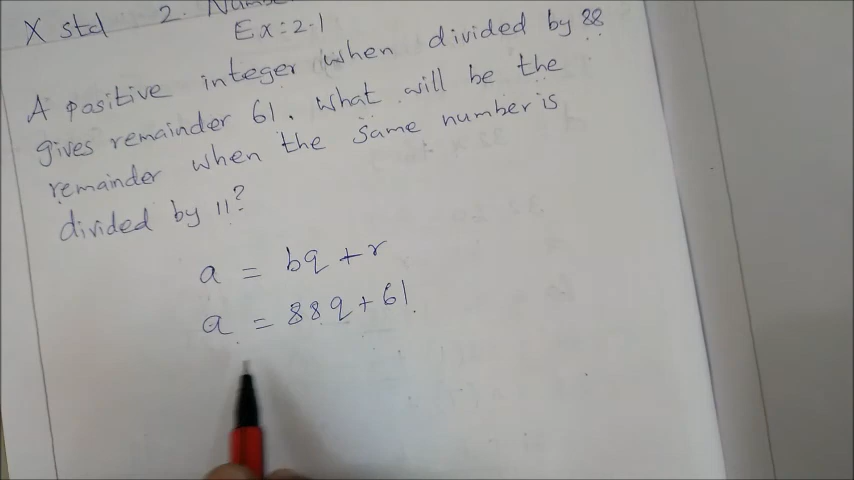 X std 2. Numbe
Ex: 2.1
A positive integer when divided by 88
gives remainder 61. What will be the
remainder when the same number is
divided by 11?
a = bq + r
a = 88q + 61